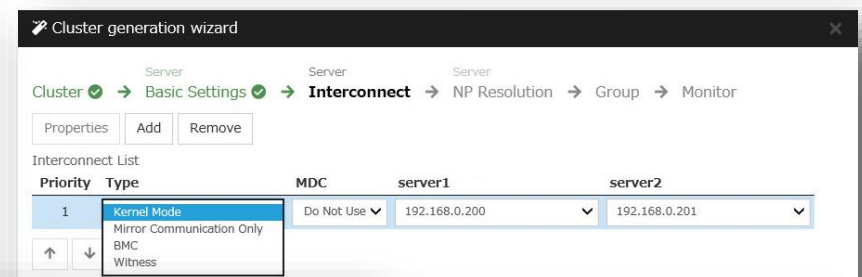 Cluster generation wizard
Server Server Server
Cluster → Basic Settings → Interconnect → NP Resolution → Group → Monitor
Properties Add Remove
Interconnect List
Priority Type MDC server1 server2
1 Kernel Mode Do Not Use 192.168.0.200 192.168.0.201
Mirror Communication Only
BMC
Witness